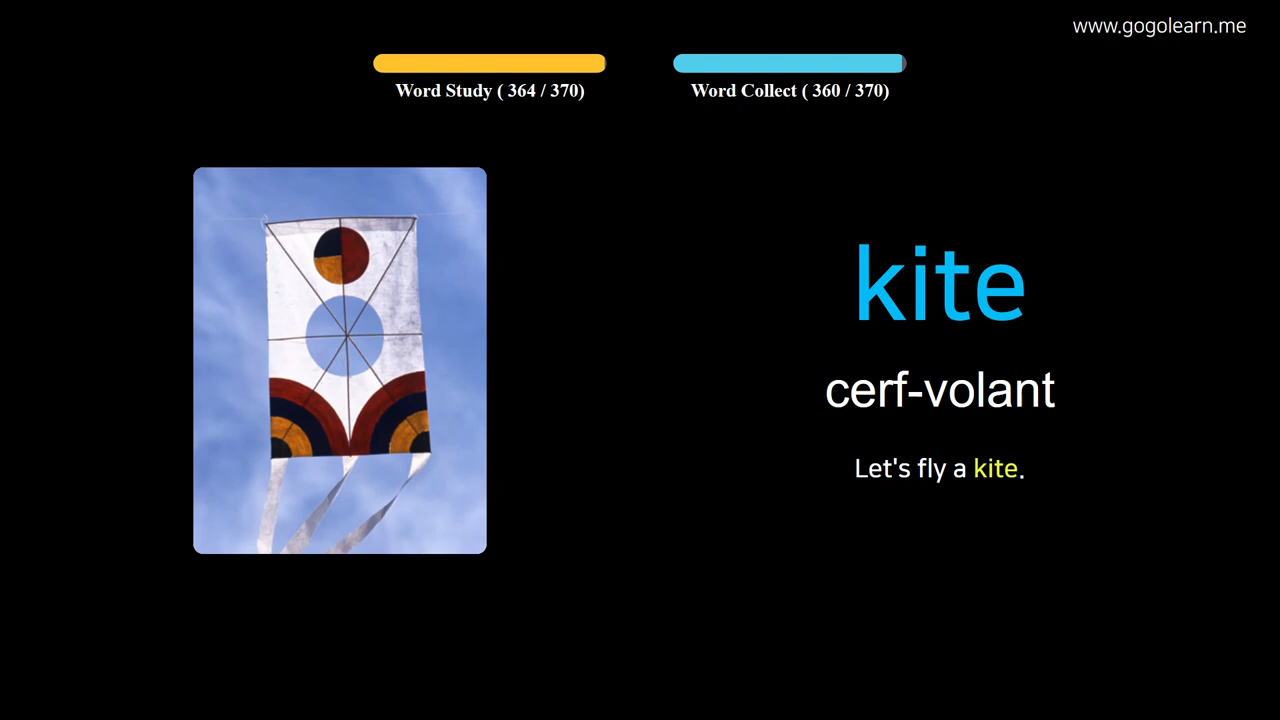 www.gogolearn.me
Word Study ( 364 / 370)
Word Collect ( 360 / 370)
kite
cerf-volant
Let's fly a kite.